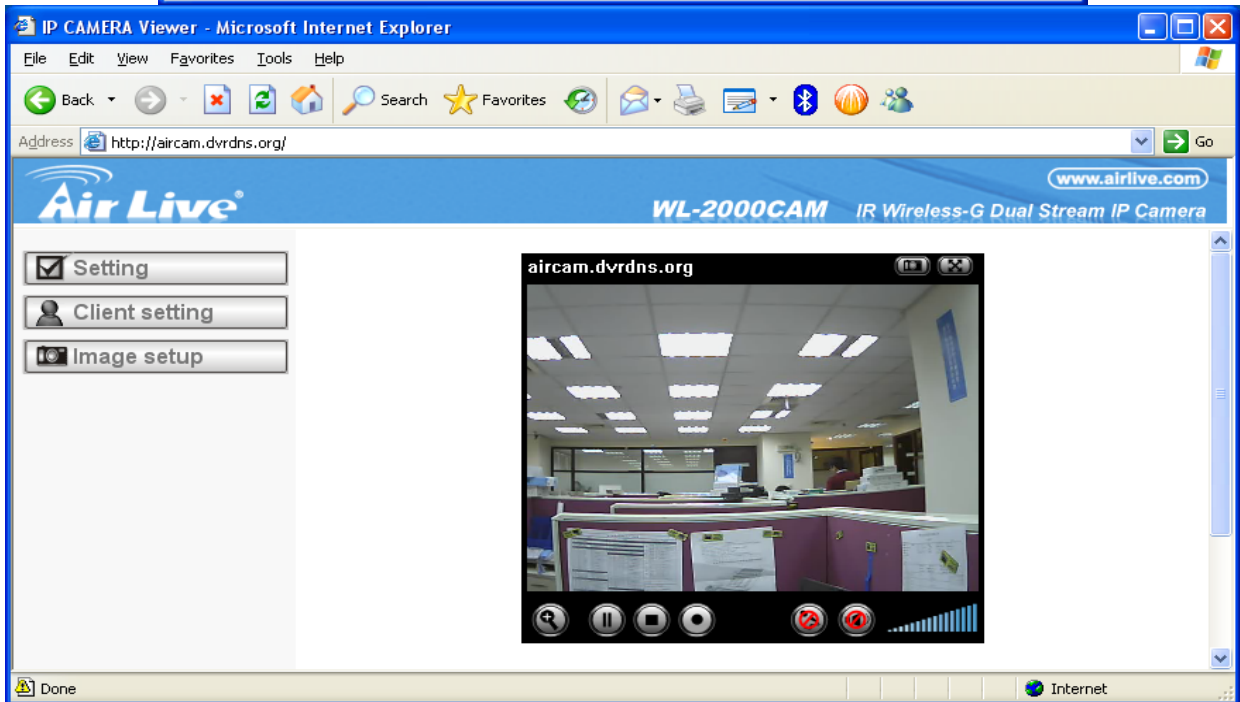 IP CAMERA Viewer - Microsoft Internet Explorer
File Edit View Favorites Tools Help
Back Search Favorites
Address http://aircam.dvrdns.org/ Go
www.airlive.com
Air Live®
WL-2000CAM IR Wireless-G Dual Stream IP Camera
Setting
Client setting
Image setup
aircam.dvrdns.org
Done Internet